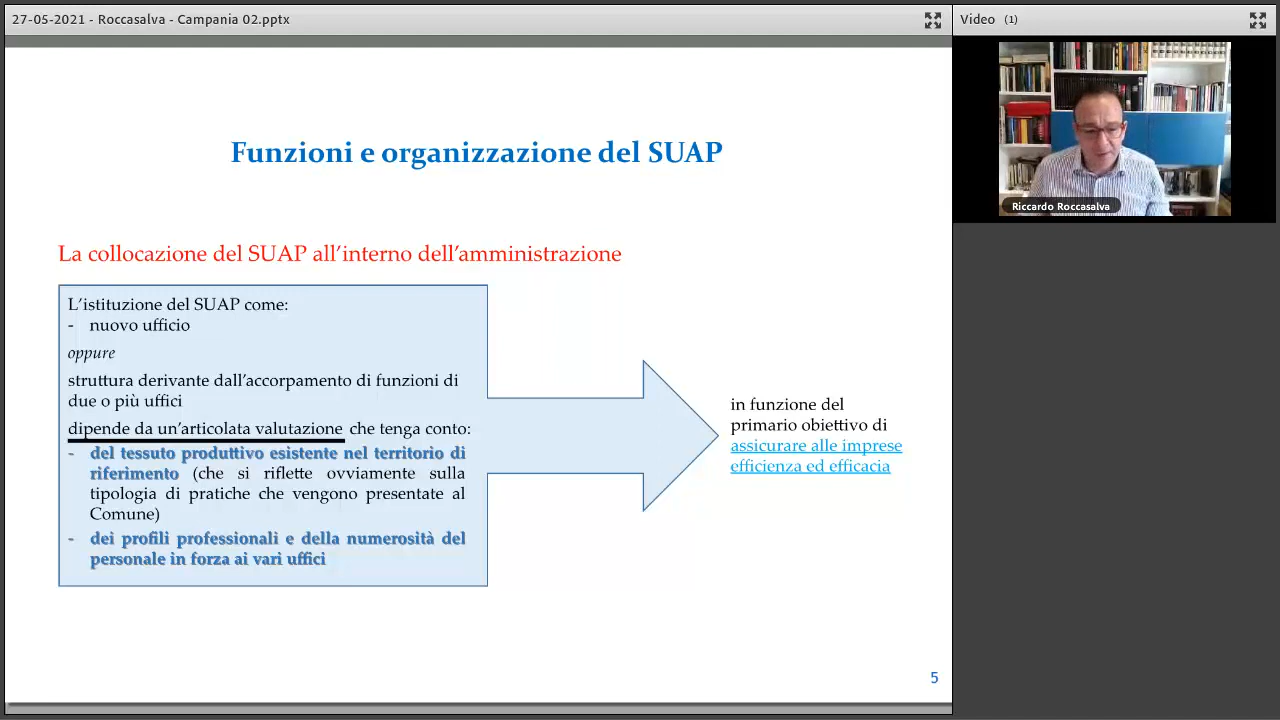 27-05-2021 - Roccasalva - Campania 02.pptx
Video (1)
Riccardo Roccasalva
Funzioni e organizzazione del SUAP
La collocazione del SUAP all’interno dell’amministrazione
L’istituzione del SUAP come:
- nuovo ufficio
oppure
struttura derivante dall’accorpamento di funzioni di
due o più uffici
dipende da un’articolata valutazione che tenga conto:
- del tessuto produttivo esistente nel territorio di
riferimento (che si riflette ovviamente sulla
tipologia di pratiche che vengono presentate al
Comune)
- dei profili professionali e della numerosità del
personale in forza ai vari uffici
in funzione del
primario obiettivo di
assicurare alle imprese
efficienza ed efficacia
5